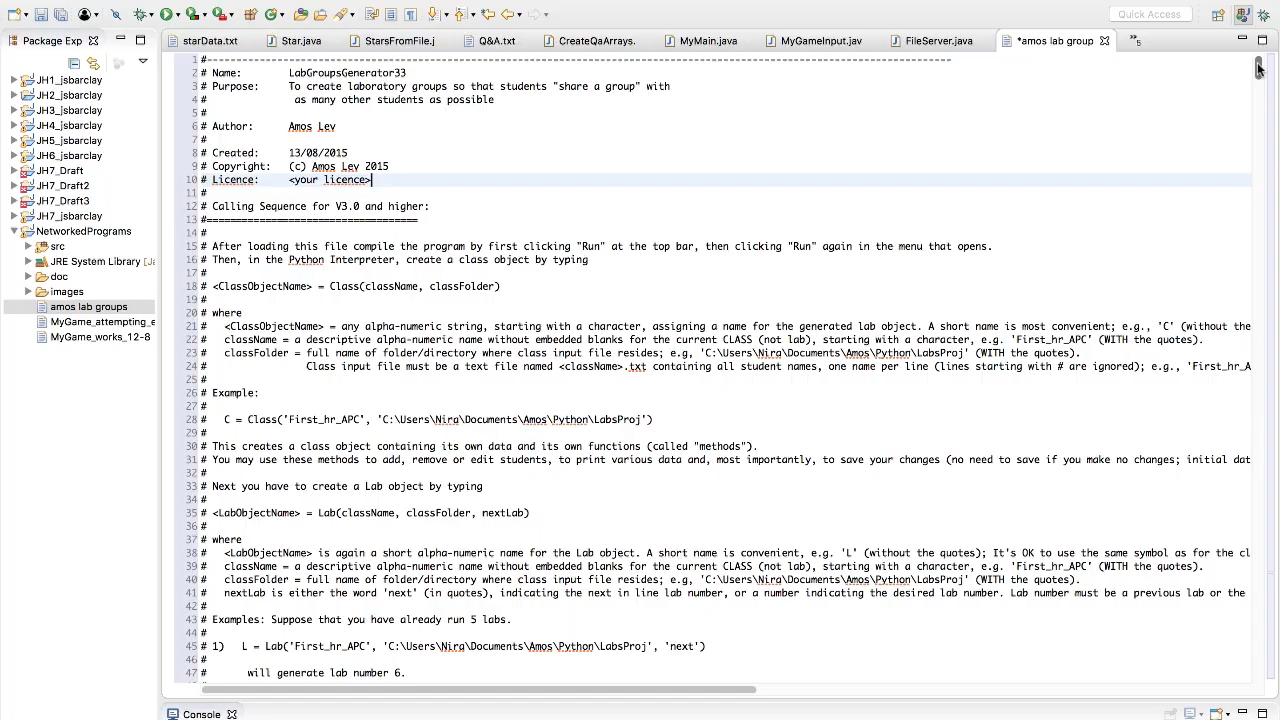 Quick Access
Package Exp
starData.txt
Star.java
StarsFromFile.j
Q&A.txt
CreateQaArrays.
MyMain.java
MyGameInput.jav
FileServer.java
*amos lab group
5
JH1_jsbarclay
JH2_jsbarclay
JH3_jsbarclay
JH4_jsbarclay
JH5_jsbarclay
JH6_jsbarclay
JH7_Draft
JH7_Draft2
JH7_Draft3
JH7_jsbarclay
NetworkedPrograms
src
JRE System Library [Ja
doc
images
amos lab groups
MyGame_attempting_e
MyGame_works_12-8
1 #------------------------------------------------------------------------------------------
2 # Name: LabGroupsGenerator33
3 # Purpose: To create laboratory groups so that students "share a group" with
4 # as many other students as possible
5 #
6 # Author: Amos Lev
7 #
8 # Created: 13/08/2015
9 # Copyright: (c) Amos Lev 2015
10 # Licence: <your licence>
11 #
12 # Calling Sequence for V3.0 and higher:
13 #====================================
14 #
15 # After loading this file compile the program by first clicking "Run" at the top bar, then clicking "Run" again in the menu that opens.
16 # Then, in the Python Interpreter, create a class object by typing
17 #
18 # <ClassObjectName> = Class(className, classFolder)
19 #
20 # where
21 # <ClassObjectName> = any alpha-numeric string, starting with a character, assigning a name for the generated lab object. A short name is most convenient; e.g., 'C' (without the
22 # className = a descriptive alpha-numeric name without embedded blanks for the current CLASS (not lab), starting with a character, e.g. 'First_hr_APC' (WITH the quotes).
23 # classFolder = full name of folder/directory where class input file resides; e.g, 'C:\Users\Nira\Documents\Amos\Python\LabsProj' (WITH the quotes).
24 # Class input file must be a text file named <className>.txt containing all student names, one name per line (lines starting with # are ignored); e.g., 'First_hr_A
25 #
26 # Example:
27 #
28 # C = Class('First_hr_APC', 'C:\Users\Nira\Documents\Amos\Python\LabsProj')
29 #
30 # This creates a class object containing its own data and its own functions (called "methods").
31 # You may use these methods to add, remove or edit students, to print various data and, most importantly, to save your changes (no need to save if you make no changes; initial dat
32 #
33 # Next you have to create a Lab object by typing
34 #
35 # <LabObjectName> = Lab(className, classFolder, nextLab)
36 #
37 # where
38 # <LabObjectName> is again a short alpha-numeric name for the Lab object. A short name is convenient, e.g. 'L' (without the quotes); It's OK to use the same symbol as for the cl
39 # className = a descriptive alpha-numeric name without embedded blanks for the current CLASS (not lab), starting with a character, e.g. 'First_hr_APC' (WITH the quotes).
40 # classFolder = full name of folder/directory where class input file resides; e.g, 'C:\Users\Nira\Documents\Amos\Python\LabsProj' (WITH the quotes).
41 # nextLab is either the word 'next' (in quotes), indicating the next in line lab number, or a number indicating the desired lab number. Lab number must be a previous lab or the
42 #
43 # Examples: Suppose that you have already run 5 labs.
44 #
45 # 1) L = Lab('First_hr_APC', 'C:\Users\Nira\Documents\Amos\Python\LabsProj', 'next')
46 #
47 # will generate lab number 6.
Console